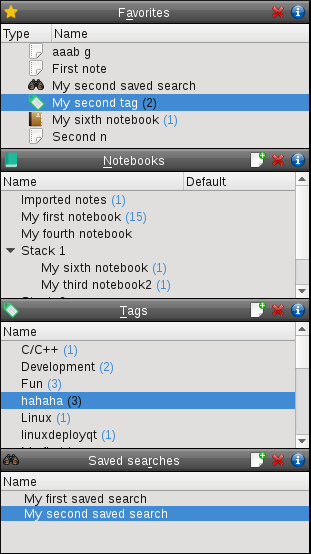 Favorites
Type Name
aaab g
First note
My second saved search
My second tag (2)
My sixth notebook (1)
Second n
Notebooks
Name Default
Imported notes (1)
My first notebook (15)
My fourth notebook
Stack 1
My sixth notebook (1)
My third notebook2 (1)
Tags
Name
C/C++ (1)
Development (2)
Fun (3)
hahaha (3)
Linux (1)
linuxdeployqt (1)
Saved searches
Name
My first saved search
My second saved search